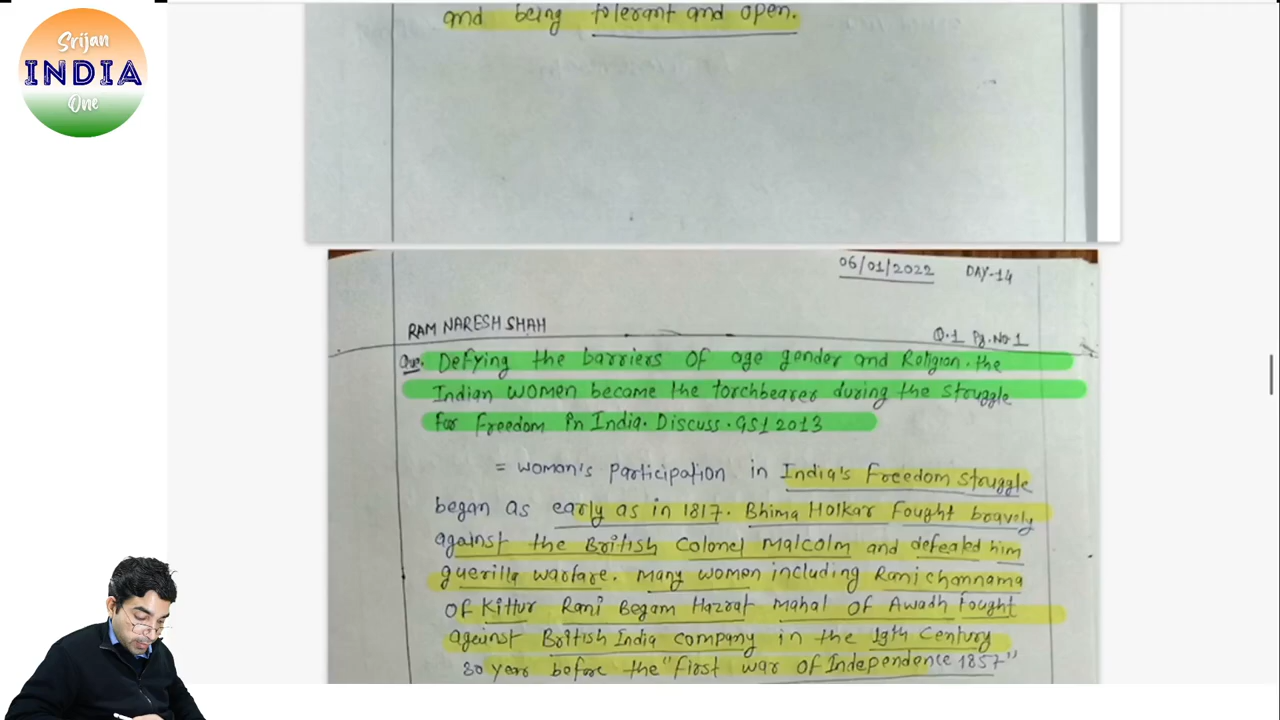 Srijan
INDIA
One
and being tolerant and open.
06/01/2022 DAY-14
RAM NARESH SHAH
Q.1 Pg.No 1
Que. Defying the barriers of age gender and Religion. the
Indian women became the torchbearer during the struggle
for Freedom in India. Discuss. GS1 2013
= woman's participation in India's Freedom struggle
began as early as in 1817. Bhima Holkar Fought bravely
against the British Colonel Malcolm and defeated him
guerilla warfare. Many women including Rani channama
of Kittur Rani Begam Hazrat Mahal of Awadh Fought
against British India company in the 19th Century
30 year before the "first war of Independence 1857"